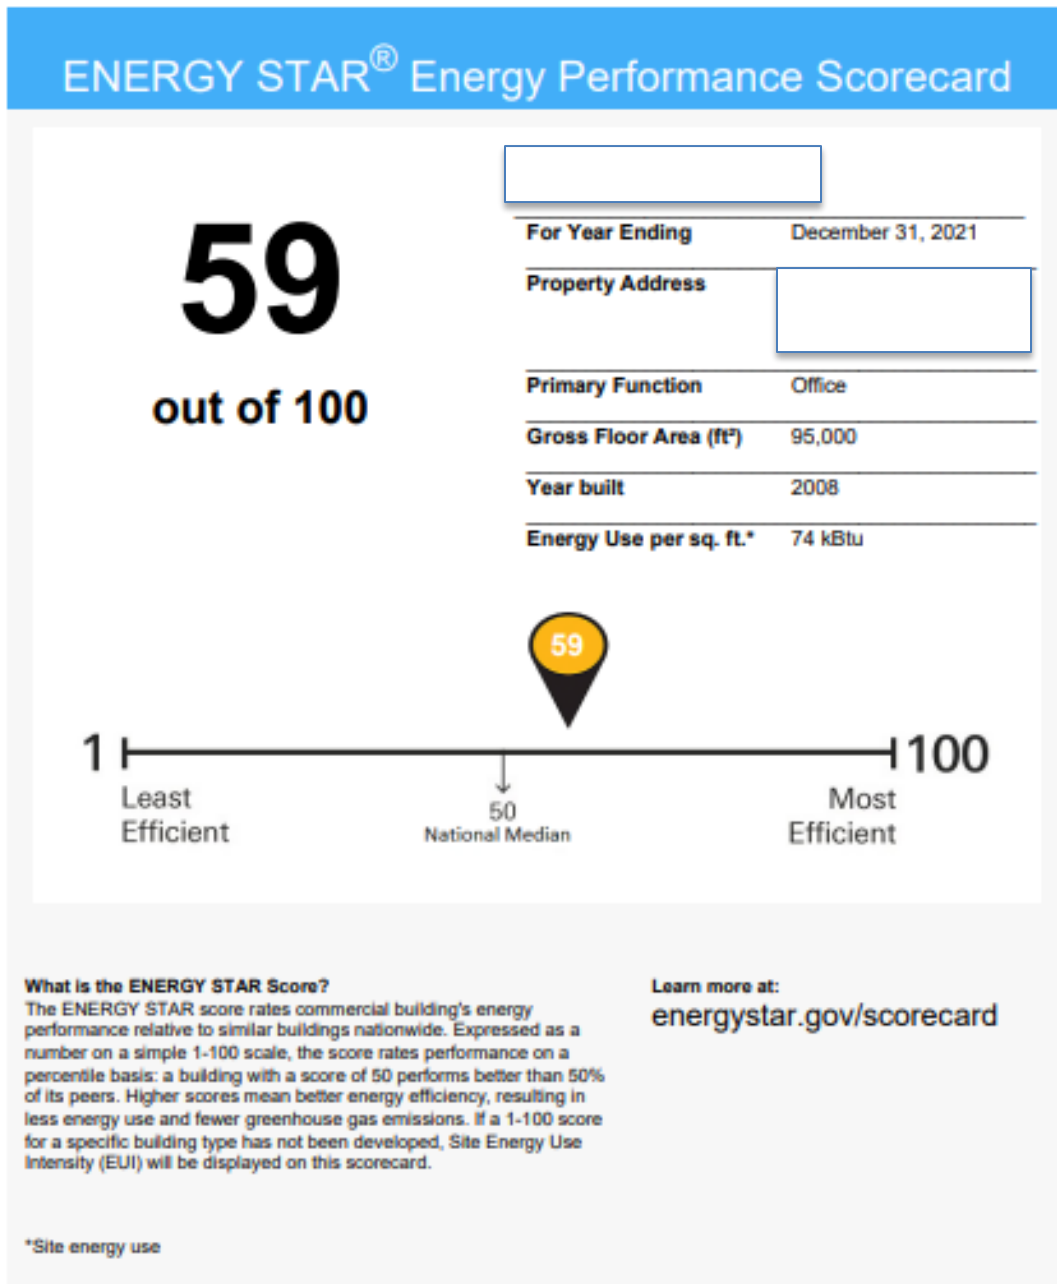 ENERGY STAR® Energy Performance Scorecard
59
out of 100
For Year Ending December 31, 2021
Property Address
Primary Function Office
Gross Floor Area (ft²) 95,000
Year built 2008
Energy Use per sq. ft.* 74 kBtu
59
1 100
Least
Efficient
50
National Median
Most
Efficient
What is the ENERGY STAR Score?
The ENERGY STAR score rates commercial building's energy
performance relative to similar buildings nationwide. Expressed as a
number on a simple 1-100 scale, the score rates performance on a
percentile basis: a building with a score of 50 performs better than 50%
of its peers. Higher scores mean better energy efficiency, resulting in
less energy use and fewer greenhouse gas emissions. If a 1-100 score
for a specific building type has not been developed, Site Energy Use
Intensity (EUI) will be displayed on this scorecard.
Learn more at:
energystar.gov/scorecard
*Site energy use